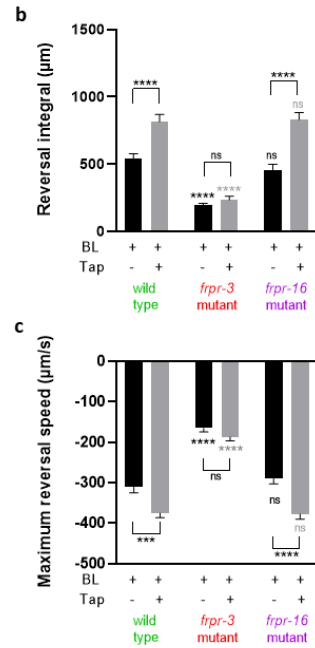 b
Reversal integral (µm)
1500
1000
500
0
****
ns
****
****
****
ns
ns
BL + + + + + +
Tap - + - + - +
wild type
frpr-3 mutant
frpr-16 mutant
c
Maximum reversal speed (µm/s)
0
-100
-200
-300
-400
-500
****
****
ns
ns
ns
***
****
BL + + + + + +
Tap - + - + - +
wild type
frpr-3 mutant
frpr-16 mutant